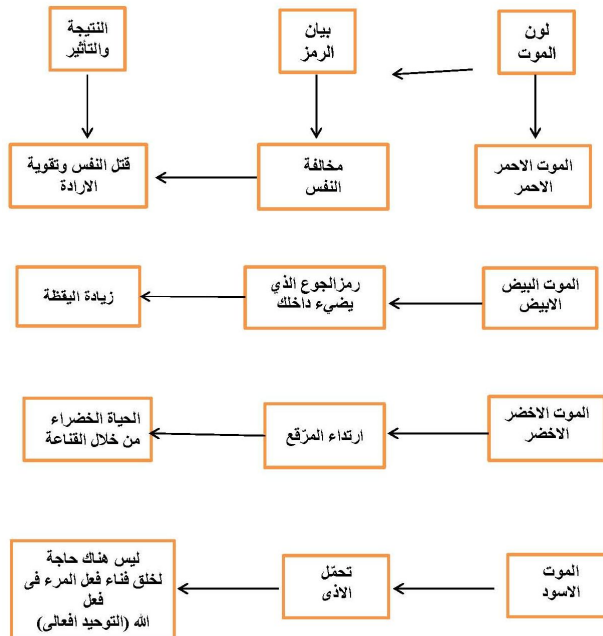 لون
الموت
بيان
الرمز
النتيجة
والتأثير
الموت الاحمر
الاحمر
مخالفة
النفس
قتل النفس وتقوية
الارادة
الموت البيض
الابيض
رمزالجوع الذي
يضيء داخلك
زيادة اليقظة
الموت الاخضر
الاخضر
ارتداء المرّقع
الحياة الخضراء
من خلال القناعة
الموت
الاسود
تحمّل
الاذى
ليس هناك حاجة
لخلق فناء فعل المرء فى
فعل
الله (التوحيد افعالى)